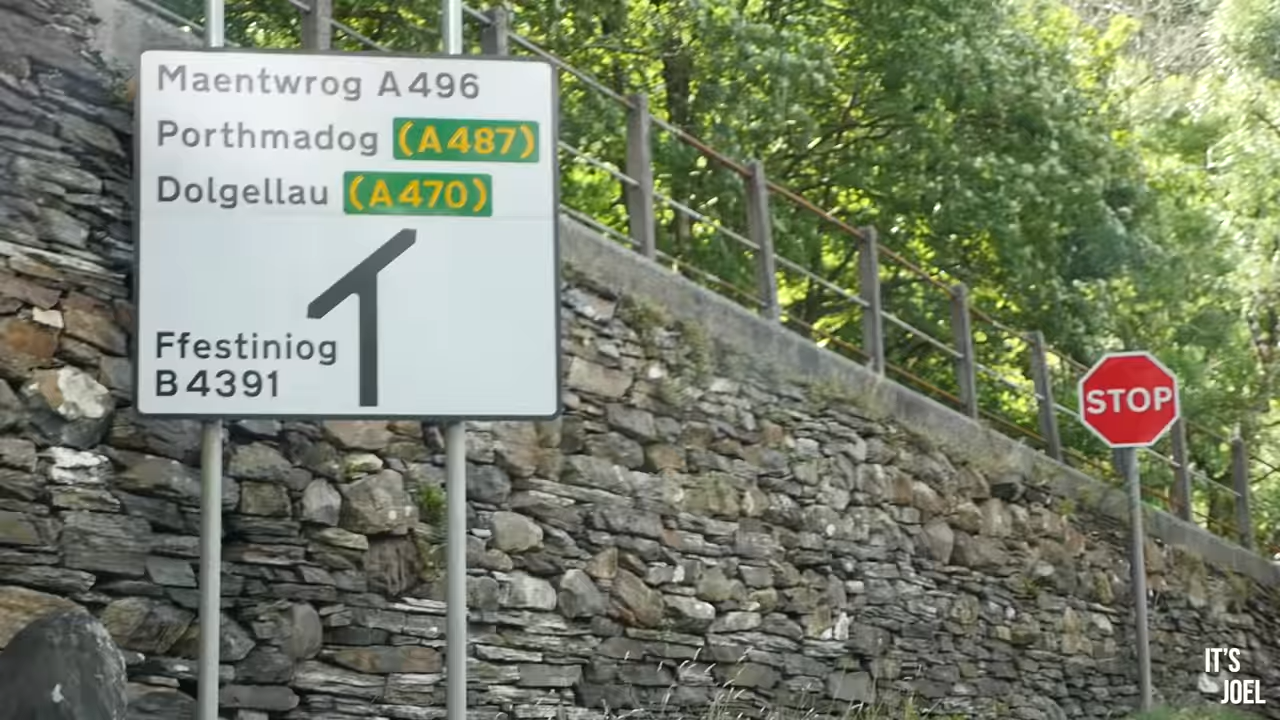 Maentwrog A496
Porthmadog (A487)
Dolgellau (A470)
Ffestiniog
B4391
STOP
IT'S
JOEL